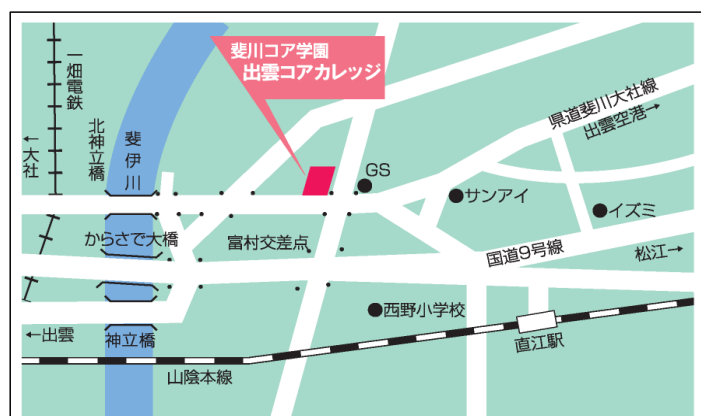 斐川コア学園
出雲コアカレッジ
一畑電鉄
←大社
北神立橋
斐伊川
県道斐川大社線
出雲空港→
GS
サンアイ
イズミ
からさで大橋
富村交差点
国道9号線
松江→
西野小学校
←出雲
神立橋
直江駅
山陰本線